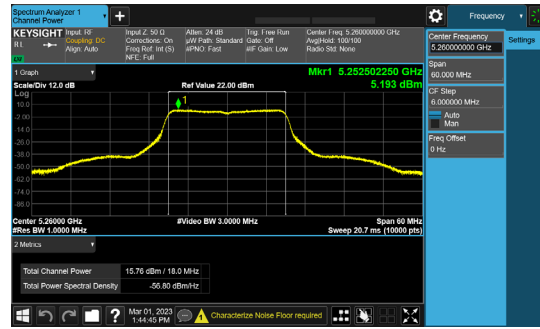 Spectrum Analyzer 1
Channel Power
Frequency
KEYSIGHT
RL
Input: RF
Coupling: DC
Align: Auto
Input Z: 50 Ω
Corrections: On
Freq Ref: Int (S)
NFE: Full
Atten: 24 dB
µW Path: Standard
#PNO: Fast
Trig: Free Run
Gate: Off
#IF Gain: Low
Center Freq: 5.260000000 GHz
Avg|Hold: 100/100
Radio Std: None
LW
Center Frequency
5.260000000 GHz
Settings
Span
60.000 MHz
CF Step
6.000000 MHz
Auto
Man
Freq Offset
0 Hz
1 Graph
Mkr1 5.252502250 GHz
Scale/Div 12.0 dB
Ref Value 22.00 dBm
5.193 dBm
Log
1
10.0
-2.00
-14.0
-26.0
-38.0
-50.0
-62.0
-74.0
-86.0
Center 5.26000 GHz
#Video BW 3.0000 MHz
Span 60 MHz
#Res BW 1.0000 MHz
Sweep 20.7 ms (10000 pts)
2 Metrics
Total Channel Power
15.76 dBm / 18.0 MHz
Total Power Spectral Density
-56.80 dBm/Hz
?
Mar 01, 2023
1:44:45 PM
Characterize Noise Floor required